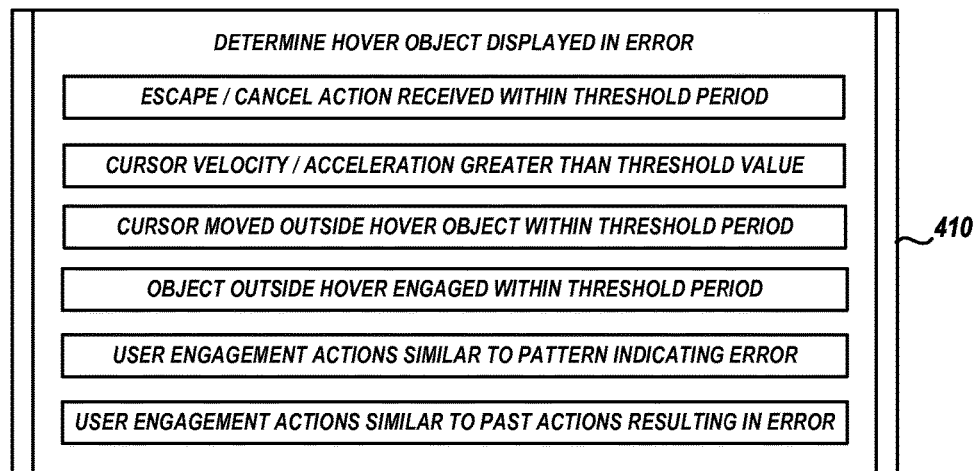 DETERMINE HOVER OBJECT DISPLAYED IN ERROR
ESCAPE / CANCEL ACTION RECEIVED WITHIN THRESHOLD PERIOD
CURSOR VELOCITY / ACCELERATION GREATER THAN THRESHOLD VALUE
CURSOR MOVED OUTSIDE HOVER OBJECT WITHIN THRESHOLD PERIOD
410
OBJECT OUTSIDE HOVER ENGAGED WITHIN THRESHOLD PERIOD
USER ENGAGEMENT ACTIONS SIMILAR TO PATTERN INDICATING ERROR
USER ENGAGEMENT ACTIONS SIMILAR TO PAST ACTIONS RESULTING IN ERROR